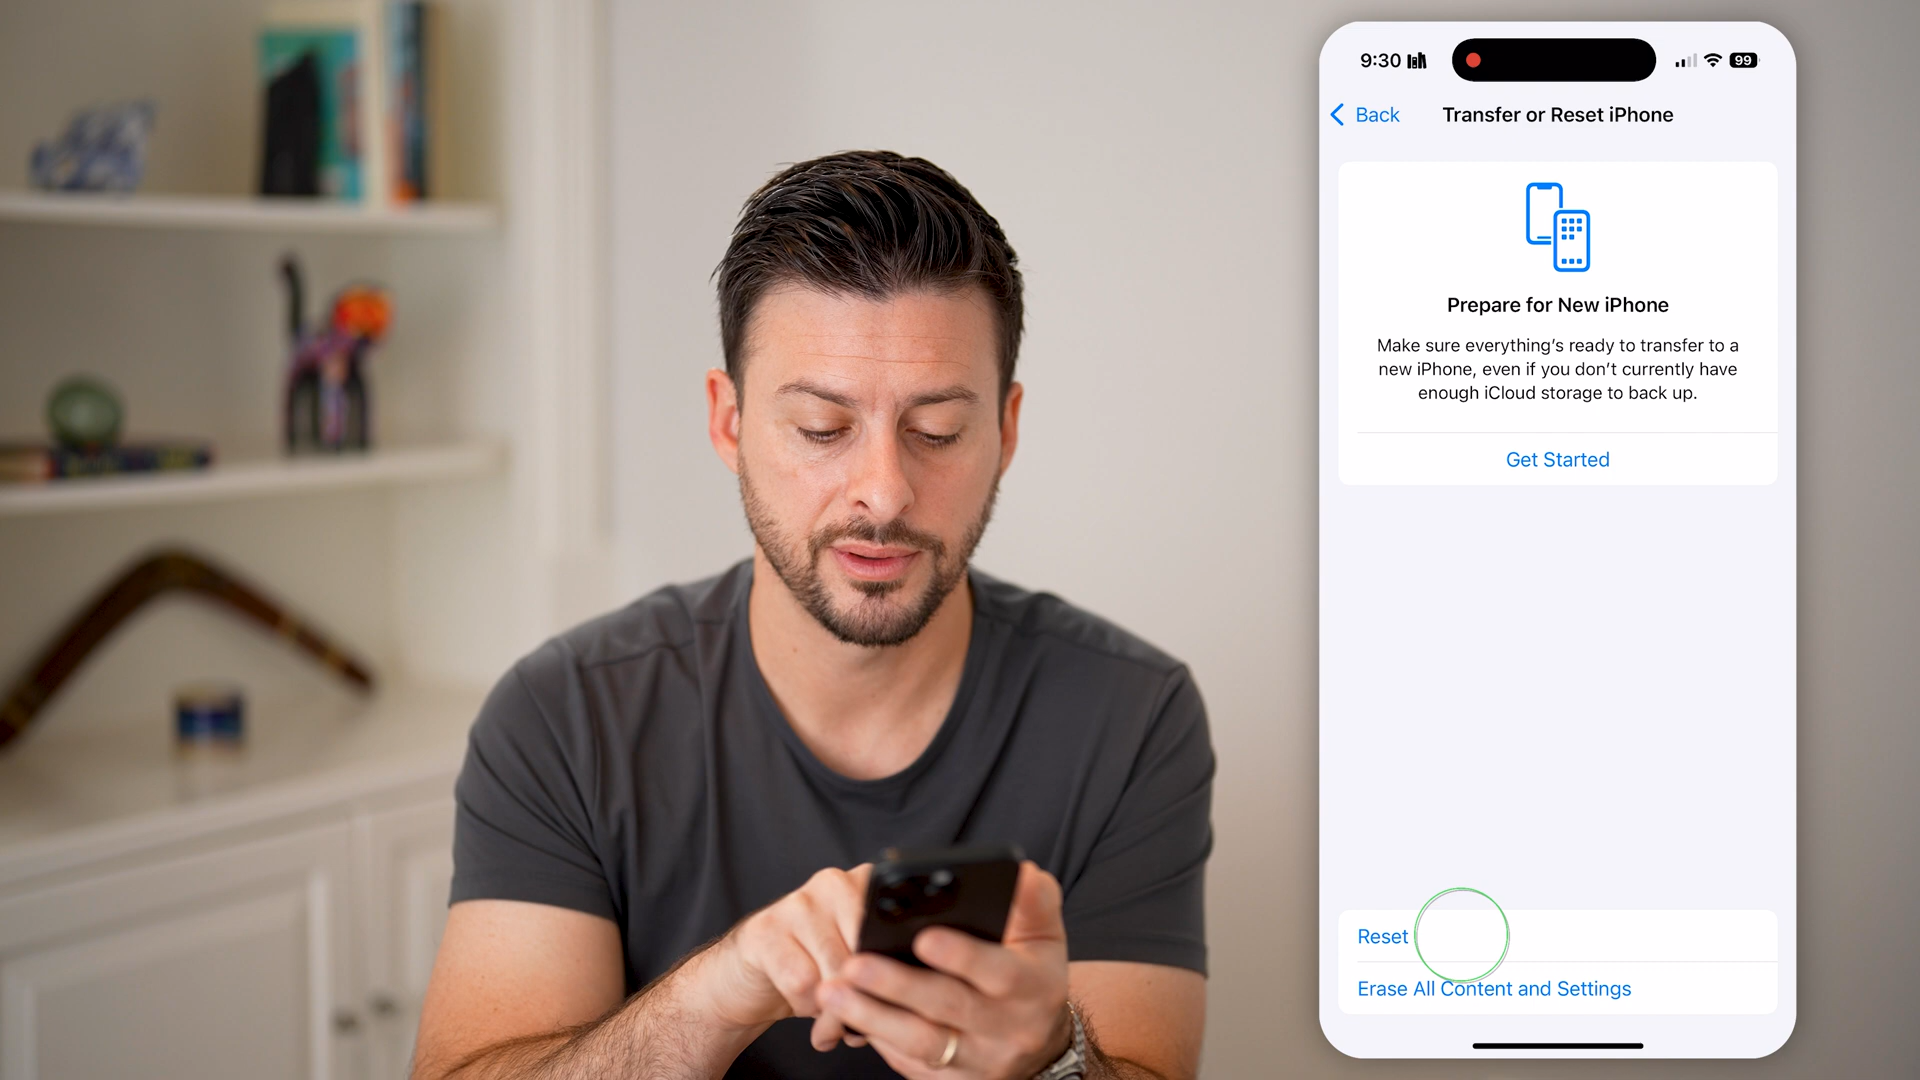 9:30
99
Back
Transfer or Reset iPhone
Prepare for New iPhone
Make sure everything’s ready to transfer to a
new iPhone, even if you don’t currently have
enough iCloud storage to back up.
Get Started
Reset
Erase All Content and Settings